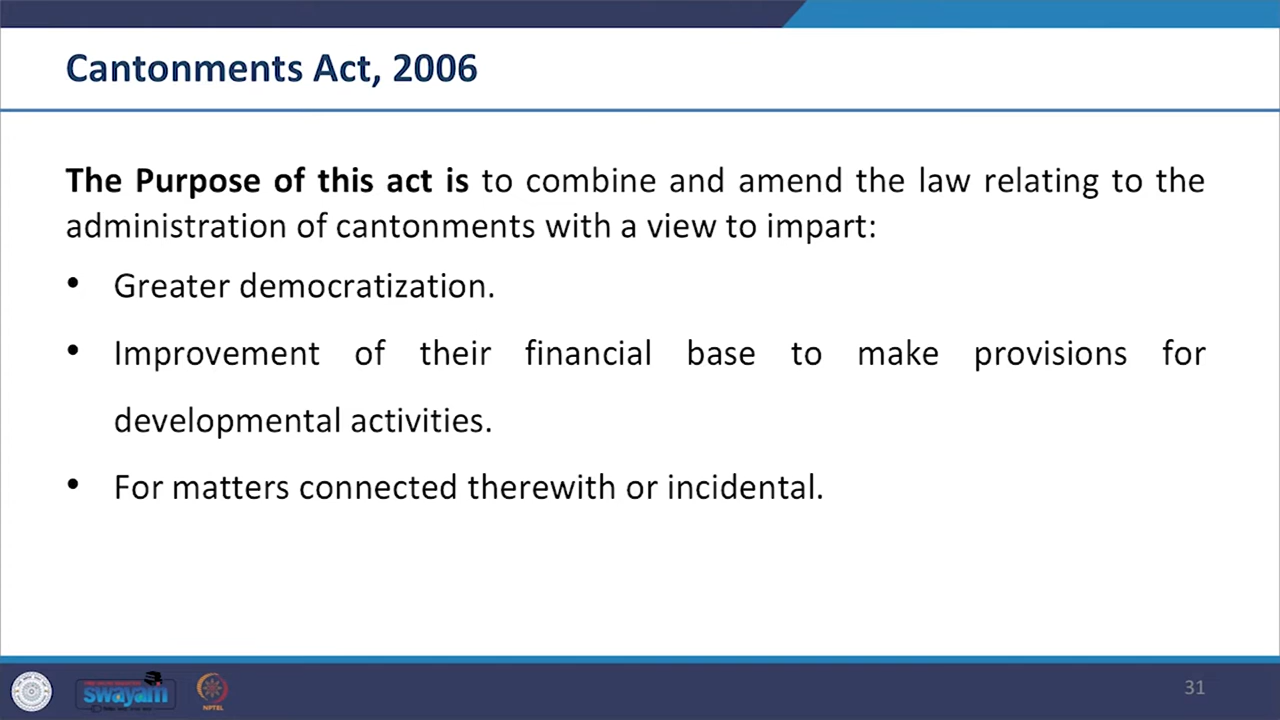 Cantonments Act, 2006
The Purpose of this act is to combine and amend the law relating to the
administration of cantonments with a view to impart:
• Greater democratization.
• Improvement of their financial base to make provisions for
developmental activities.
• For matters connected therewith or incidental.
swayam
NPTEL
31